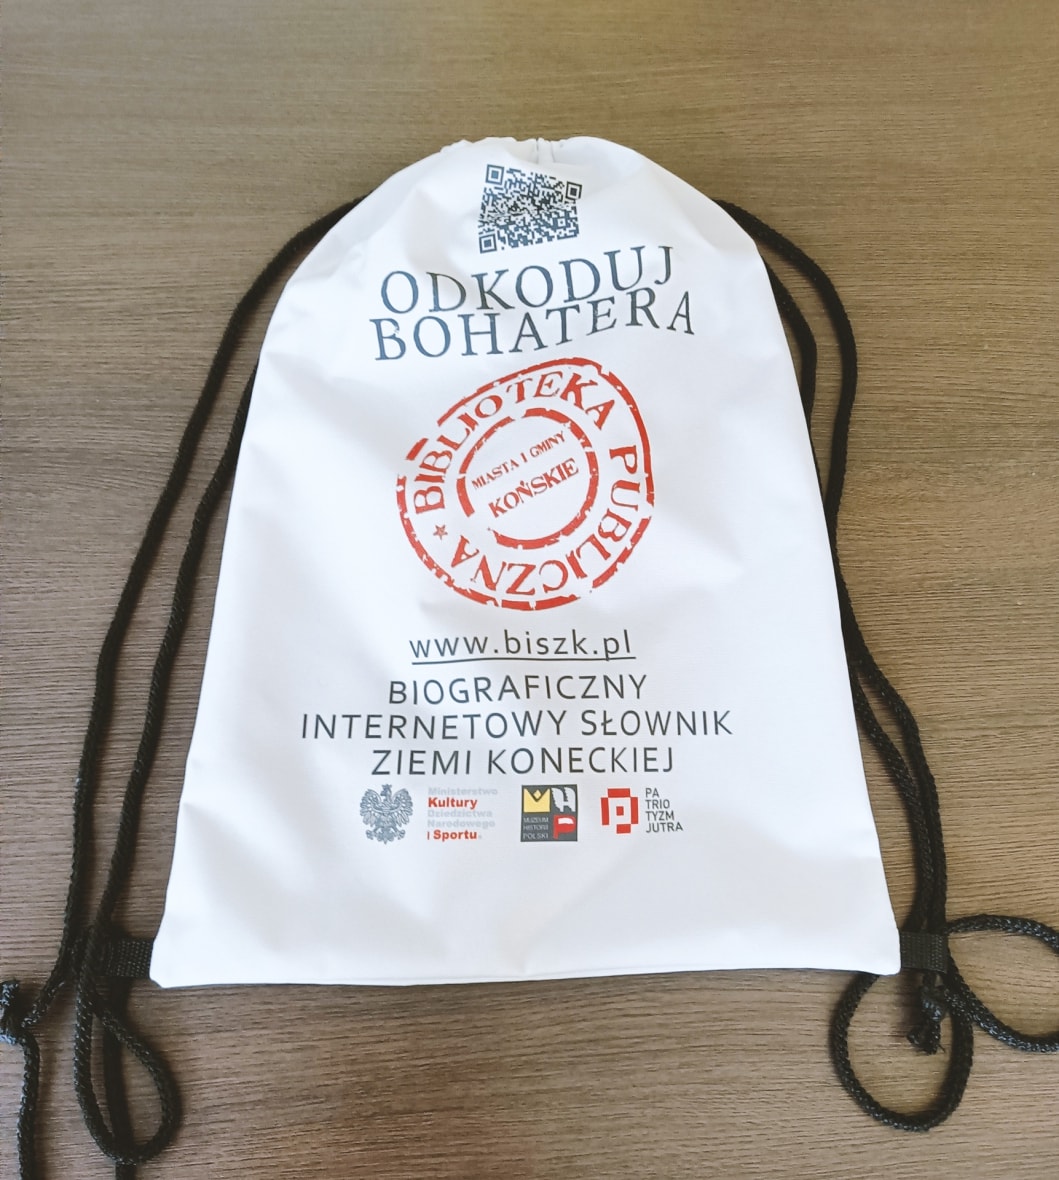 ODKODUJ
BOHATERA
BIBLIOTEKA PUBLICZNA
MIASTA I GMINY
KOŃSKIE
www.biszk.pl
BIOGRAFICZNY
INTERNETOWY SŁOWNIK
ZIEMI KONECKIEJ
Ministerstwo
Kultury
Dziedzictwa
Narodowego
i Sportu
MUZEUM
HISTORII
POLSKI
PA
TRIO
TYZM
JUTRA